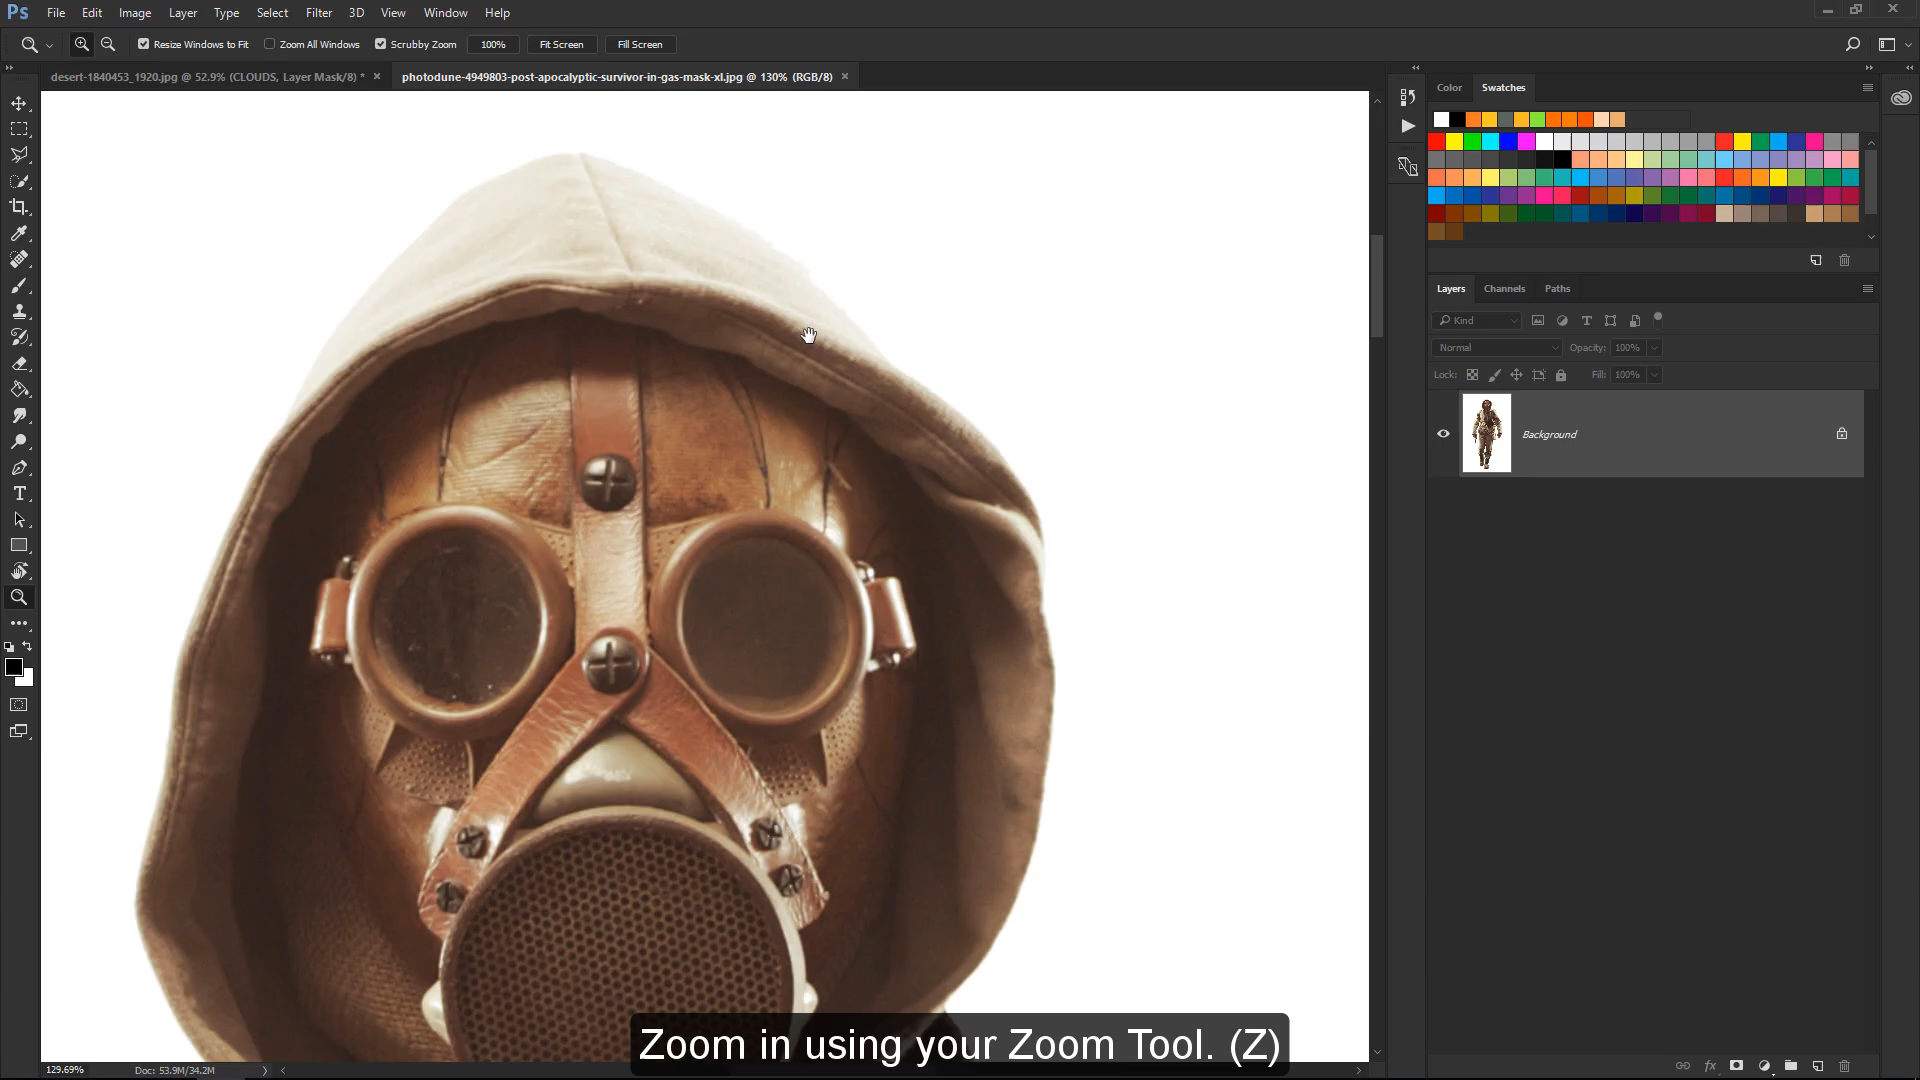 Ps File Edit Image Layer Type Select Filter 3D View Window Help
Resize Windows to Fit Zoom All Windows Scrubby Zoom 100% Fit Screen Fill Screen
desert-1840453_1920.jpg @ 52.9% (CLOUDS, Layer Mask/8) * × photodune-4949803-post-apocalyptic-survivor-in-gas-mask-xl.jpg @ 130% (RGB/8) ×
Color Swatches
Layers Channels Paths
Kind
Normal Opacity: 100%
Lock: Fill: 100%
Background
Zoom in using your Zoom Tool. (Z)
129.69% Doc: 53.9M/34.2M